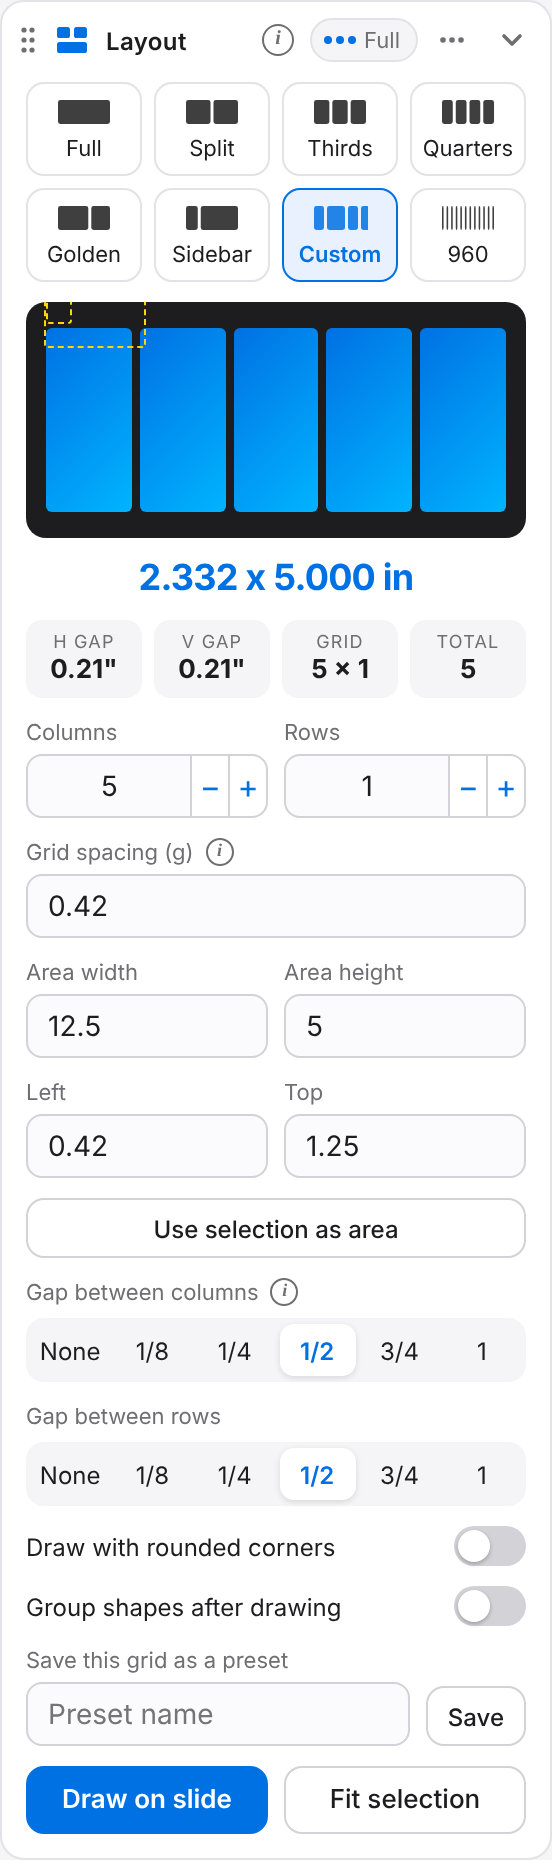 Layout
i
Full
Full Split Thirds Quarters
Golden Sidebar Custom 960
2.332 x 5.000 in
H GAP V GAP GRID TOTAL
0.21" 0.21" 5 × 1 5
Columns Rows
5 − + 1 − +
Grid spacing (g) i
0.42
Area width Area height
12.5 5
Left Top
0.42 1.25
Use selection as area
Gap between columns i
None 1/8 1/4 1/2 3/4 1
Gap between rows
None 1/8 1/4 1/2 3/4 1
Draw with rounded corners
Group shapes after drawing
Save this grid as a preset
Preset name Save
Draw on slide Fit selection